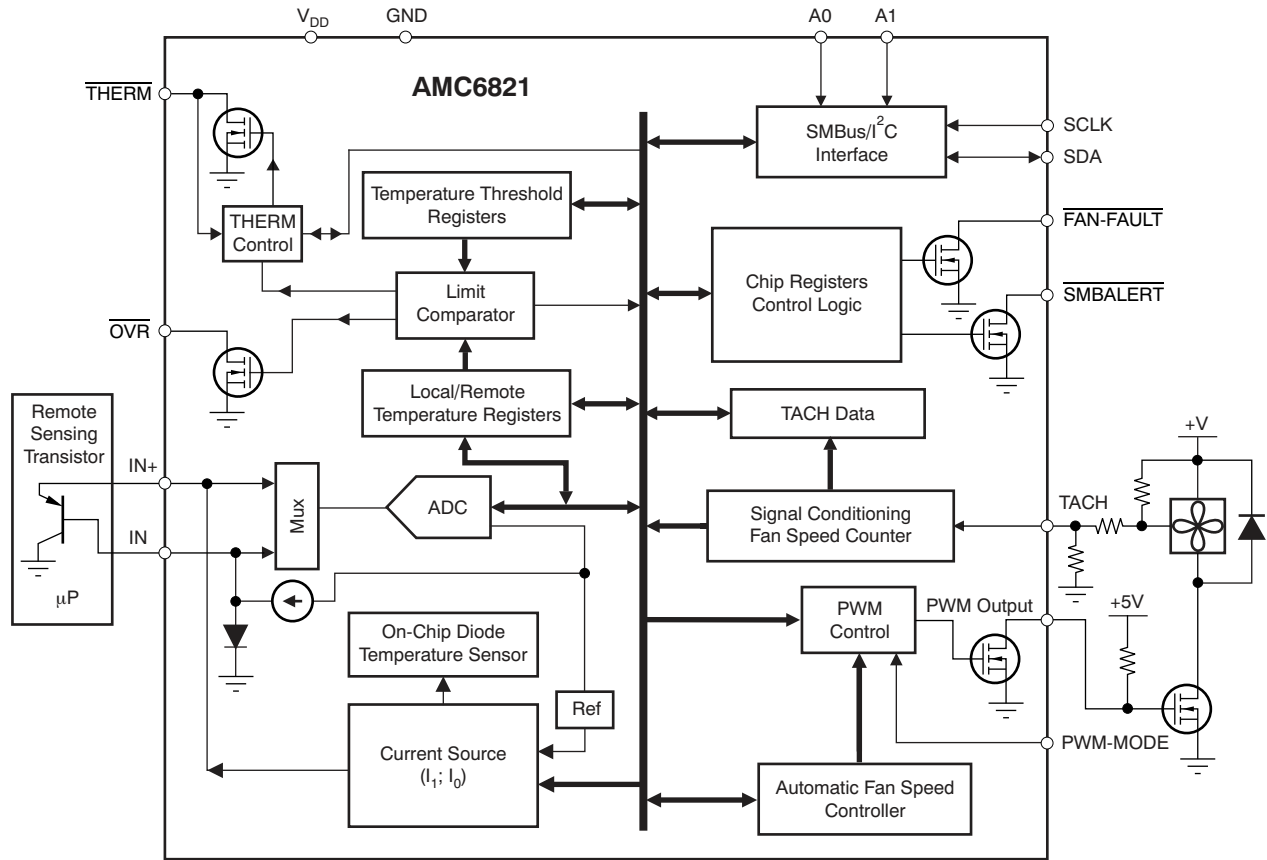 V_DD
GND
A0
A1
THERM
AMC6821
SMBus/I²C
Interface
SCLK
SDA
Temperature Threshold
Registers
THERM
Control
FAN-FAULT
Chip Registers
Control Logic
Limit
Comparator
SMBALERT
OVR
Local/Remote
Temperature Registers
TACH Data
Remote
Sensing
Transistor
IN+
IN
µP
Mux
ADC
Signal Conditioning
Fan Speed Counter
TACH
+V
On-Chip Diode
Temperature Sensor
PWM
Control
PWM Output
+5V
Ref
Current Source
(I₁; I₀)
PWM-MODE
Automatic Fan Speed
Controller